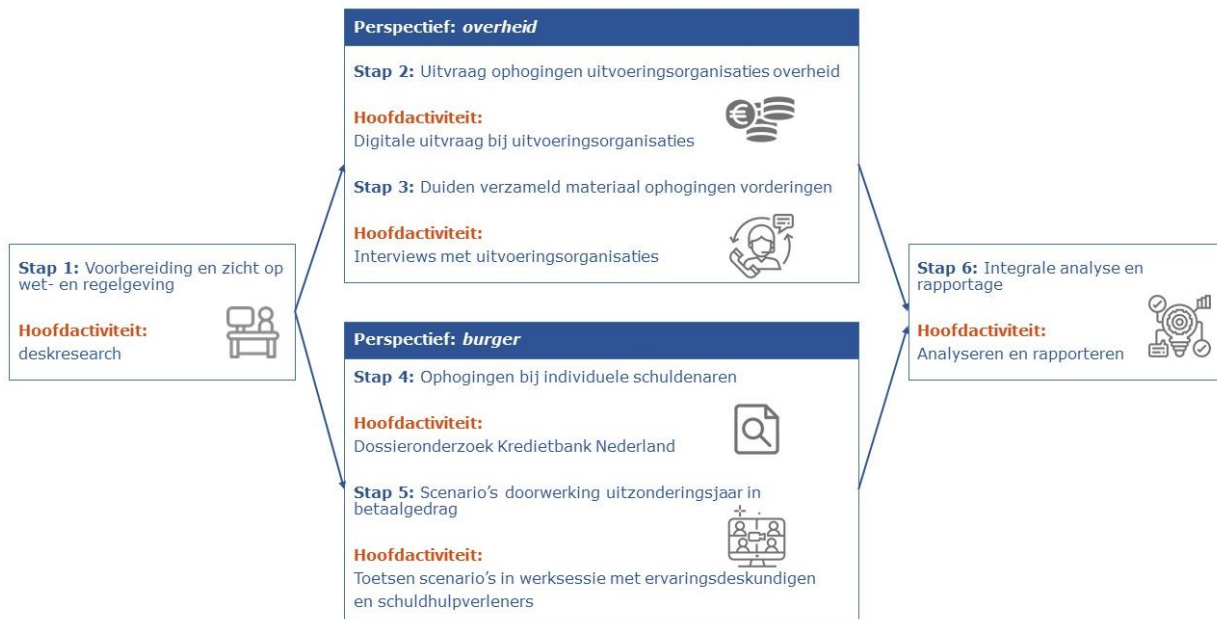 Stap 1: Voorbereiding en zicht op
wet- en regelgeving
Hoofdactiviteit:
deskresearch
Perspectief: overheid
Stap 2: Uitvraag ophogingen uitvoeringsorganisaties overheid
Hoofdactiviteit:
Digitale uitvraag bij uitvoeringsorganisaties
Stap 3: Duiden verzameld materiaal ophogingen vorderingen
Hoofdactiviteit:
Interviews met uitvoeringsorganisaties
Perspectief: burger
Stap 4: Ophogingen bij individuele schuldenaren
Hoofdactiviteit:
Dossieronderzoek Kredietbank Nederland
Stap 5: Scenario’s doorwerking uitzonderingsjaar in
betaalgedrag
Hoofdactiviteit:
Toetsen scenario’s in werksessie met ervaringsdeskundigen
en schuldhulpverleners
Stap 6: Integrale analyse en
rapportage
Hoofdactiviteit:
Analyseren en rapporteren